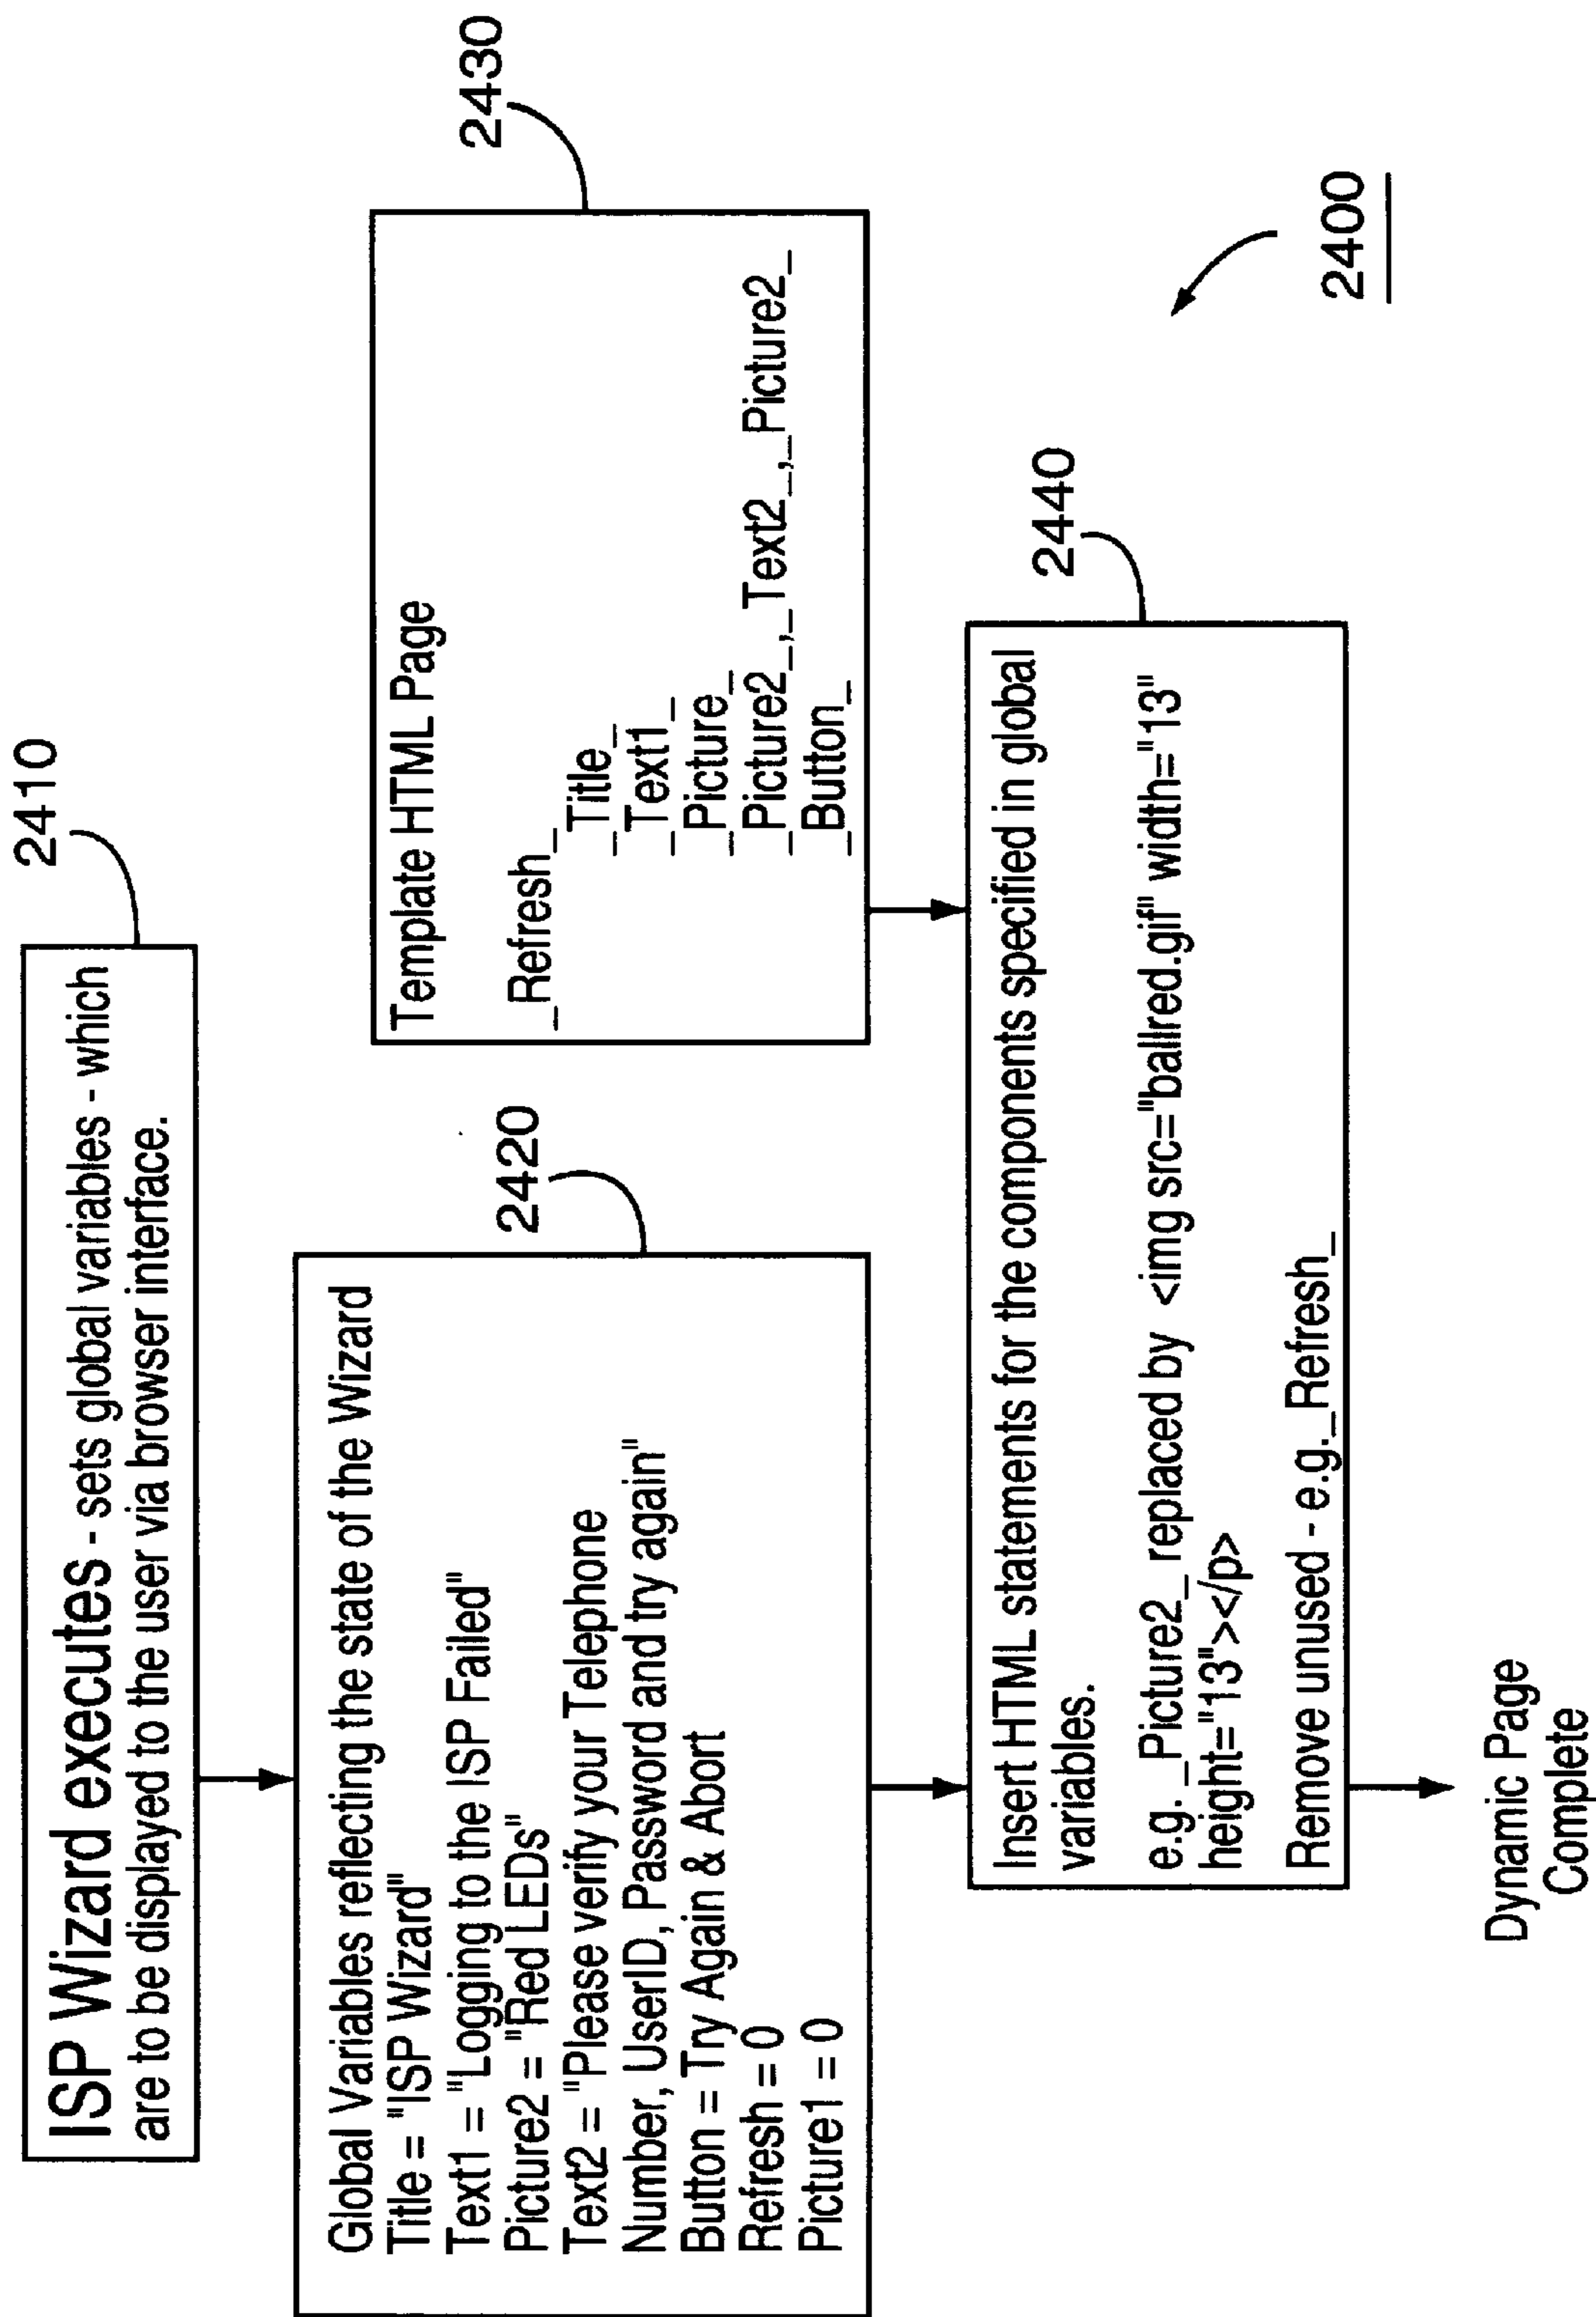 2410
ISP Wizard executes - sets global variables - which
are to be displayed to the user via browser interface.
2420
Global Variables reflecting the state of the Wizard
Title = "ISP Wizard"
Text1 = "Logging to the ISP Failed"
Picture2 = "Red LEDs"
Text2 = "Please verify your Telephone
Number, UserID, Password and try again"
Button = Try Again & Abort
Refresh = 0
Picture1 = 0
2430
Template HTML Page
_Refresh_
_Title_
_Text1_
_Picture_
_Picture2_,_Text2_,_Picture2_
_Button_
2440
Insert HTML statements for the components specified in global
variables.
e.g. _Picture2_ replaced by <img src="ballred.gif" width="13"
height="13"></p>
Remove unused - e.g._Refresh_
Dynamic Page
Complete
2400